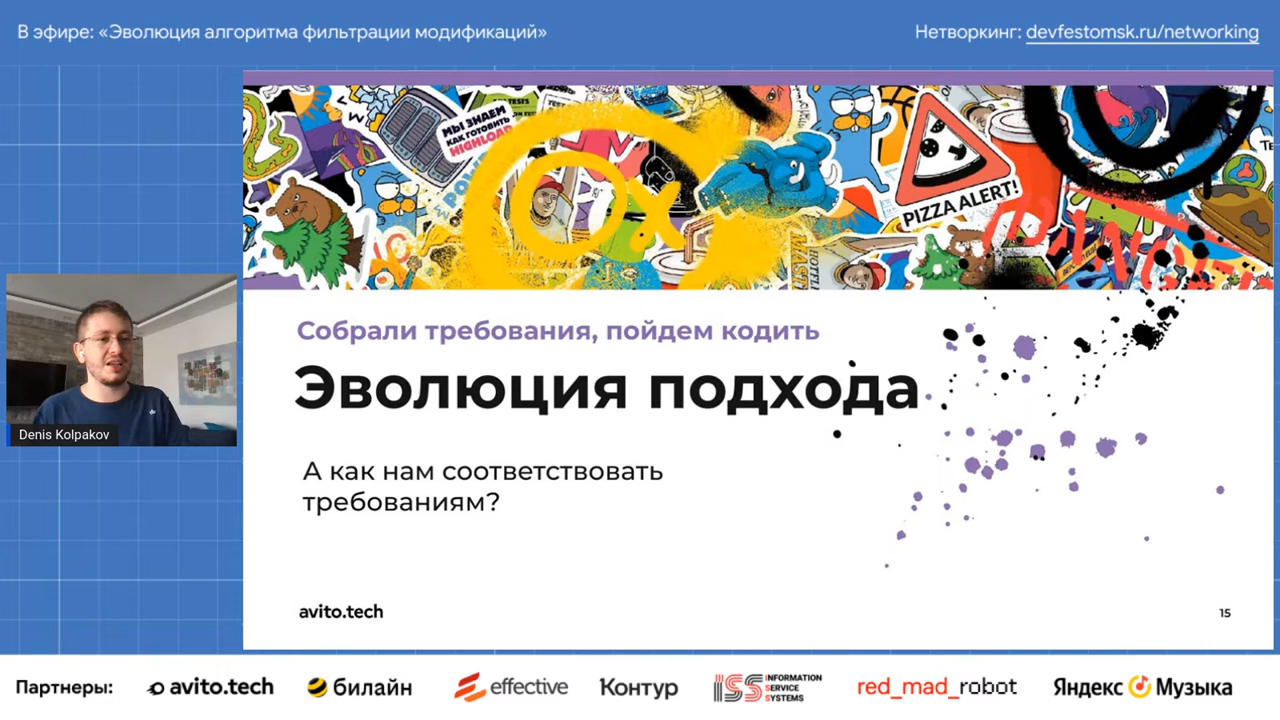 В эфире: «Эволюция алгоритма фильтрации модификаций»
Нетворкинг: devfestomsk.ru/networking
МЫ ЗНАЕМ
КАК ГОТОВИТЬ
HIGHLOAD
PIZZA ALERT!
Собрали требования, пойдем кодить
Эволюция подхода
А как нам соответствовать
требованиям?
Denis Kolpakov
avito.tech
15
Партнеры:
avito.tech
билайн
effective
Контур
ISS INFORMATION
SERVICE
SYSTEMS
red_mad_robot
Яндекс Музыка